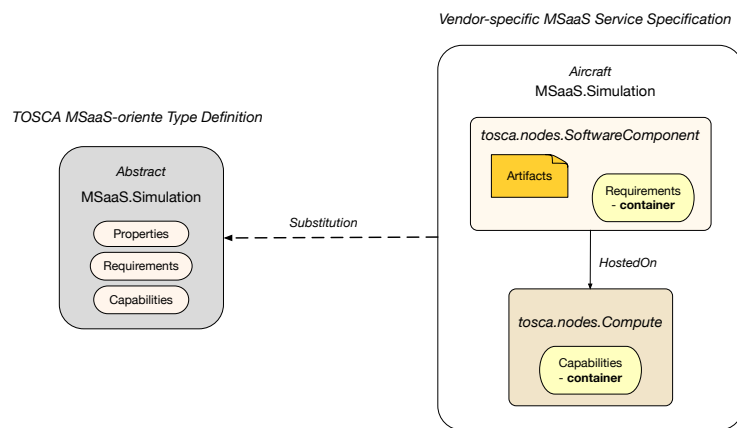 Vendor-specific MSaaS Service Specification
Aircraft
MSaaS.Simulation
TOSCA MSaaS-oriente Type Definition
tosca.nodes.SoftwareComponent
Abstract
MSaaS.Simulation
Artifacts
Requirements
- container
Properties
Substitution
Requirements
HostedOn
Capabilities
tosca.nodes.Compute
Capabilities
- container